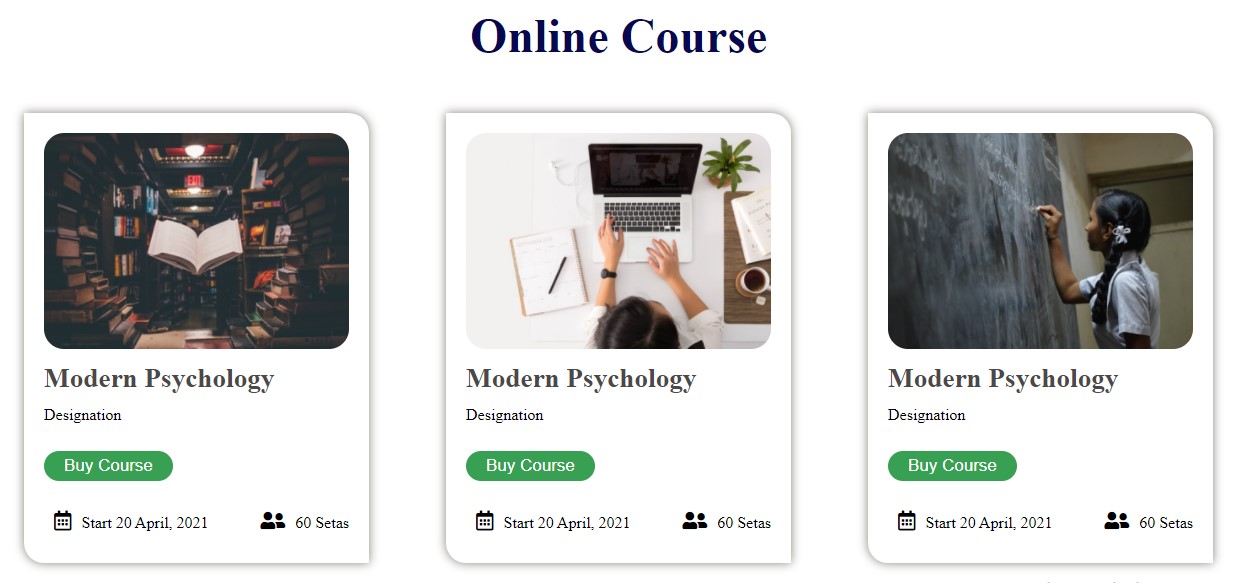 Online Course
EXIT
Modern Psychology
Designation
Buy Course
Start 20 April, 2021
60 Setas
Modern Psychology
Designation
Buy Course
Start 20 April, 2021
60 Setas
Modern Psychology
Designation
Buy Course
Start 20 April, 2021
60 Setas